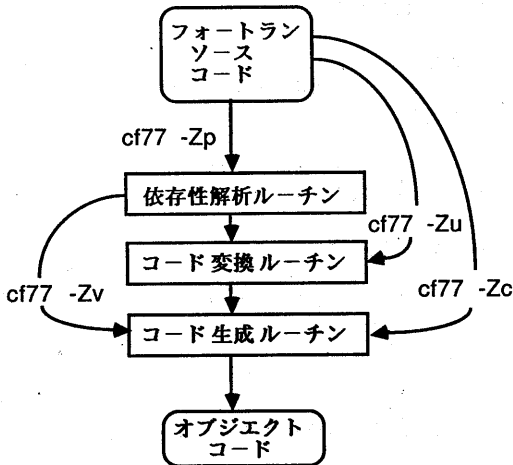 フォートラン
ソース
コード
cf77 -Zp
依存性解析ルーチン
cf77 -Zu
コード変換ルーチン
cf77 -Zv
cf77 -Zc
コード生成ルーチン
オブジエクト
コード